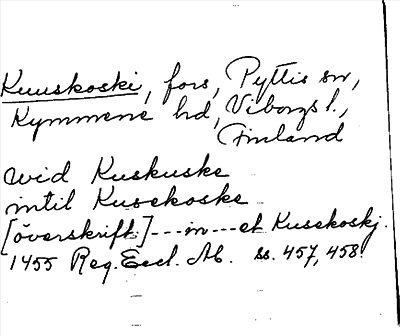 Kuuskoski, fors, Pyttis sn,
Kymmene hd, Viborgs l.,
Finland
wid Kuskuske
intil Kusekoske
[överskrift:] --- in --- et Kusekoskj.
1455 Reg. Eccl. Ab. ss. 457, 458.